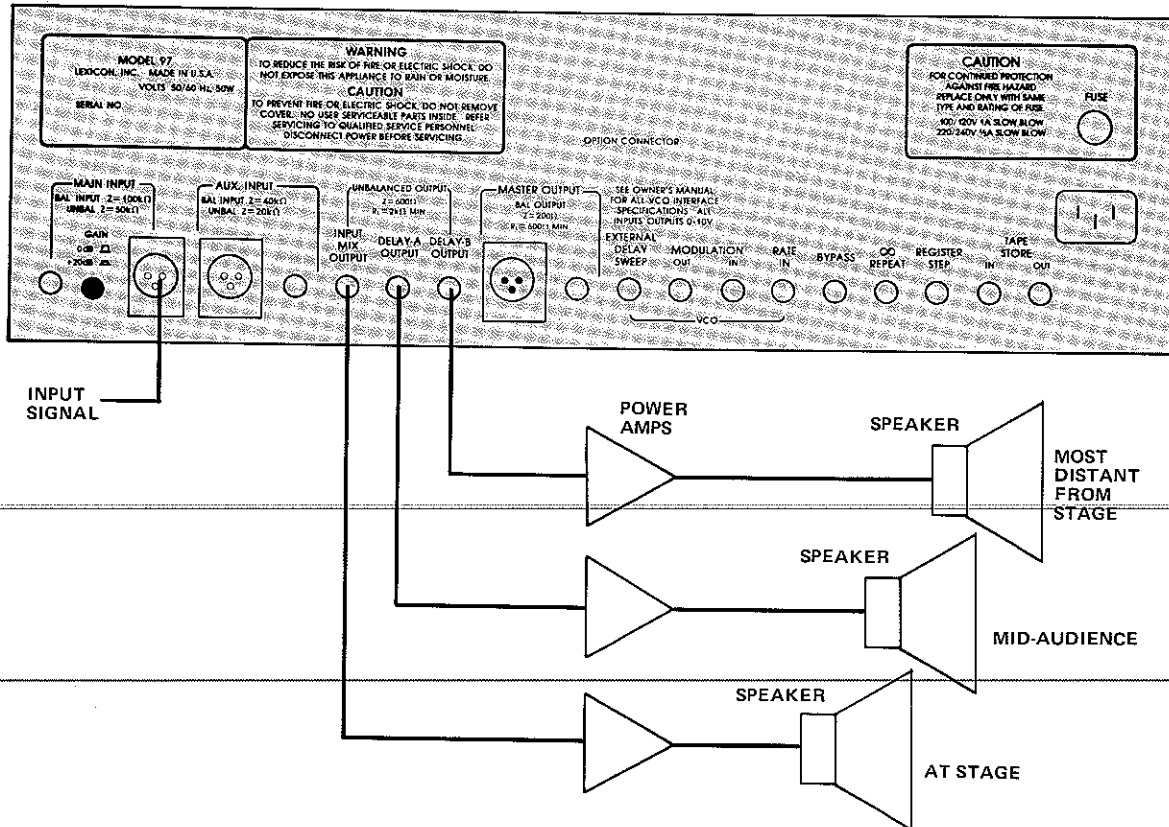 MODEL 97
LEXICON, INC. MADE IN U.S.A.
VOLTS 50/60 Hz, 50W
SERIAL NO.
WARNING
TO REDUCE THE RISK OF FIRE OR ELECTRIC SHOCK DO
NOT EXPOSE THIS APPLIANCE TO RAIN OR MOISTURE.
CAUTION
TO PREVENT FIRE OR ELECTRIC SHOCK, DO NOT REMOVE
COVER. NO USER SERVICEABLE PARTS INSIDE. REFER
SERVICING TO QUALIFIED SERVICE PERSONNEL
DISCONNECT POWER BEFORE SERVICING.
OPTION CONNECTOR
CAUTION
FOR CONTINUED PROTECTION
AGAINST FIRE HAZARD
REPLACE ONLY WITH SAME
TYPE AND RATING OF FUSE
100/120V 1A SLOW BLOW
220/240V ½A SLOW BLOW
FUSE
MAIN INPUT
BAL INPUT Z=100kΩ
UNBAL Z=50kΩ
GAIN
0dB
+20dB
AUX. INPUT
BAL INPUT Z=40kΩ
UNBAL Z=20kΩ
UNBALANCED OUTPUT
Z=600Ω
RL=2kΩ MIN
INPUT
MIX
OUTPUT
DELAY-A
OUTPUT
DELAY-B
OUTPUT
MASTER OUTPUT
BAL OUTPUT
Z=200Ω
RL=600Ω MIN
SEE OWNER'S MANUAL
FOR ALL VCO INTERFACE
SPECIFICATIONS ALL
INPUTS OUTPUTS 0-10V
EXTERNAL
DELAY
SWEEP
MODULATION
OUT
IN
RATE
IN
VCO
BYPASS
∞
REPEAT
REGISTER
STEP
TAPE
STORE
IN
OUT
INPUT
SIGNAL
POWER
AMPS
SPEAKER
MOST
DISTANT
FROM
STAGE
SPEAKER
MID-AUDIENCE
SPEAKER
AT STAGE